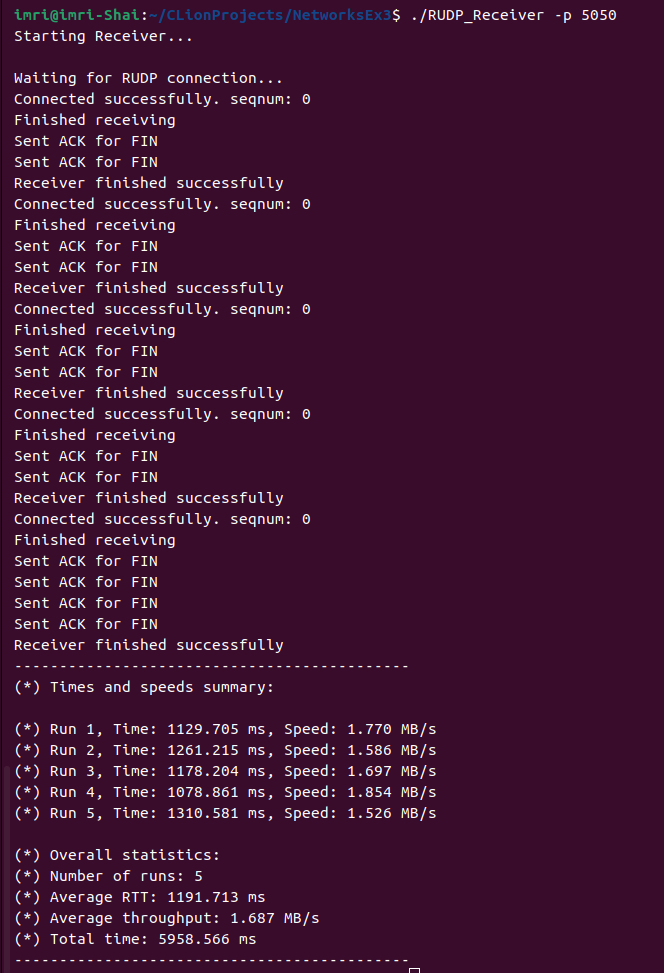 imri@imri-Shai:~/CLionProjects/NetworksEx3$ ./RUDP_Receiver -p 5050
Starting Receiver...
Waiting for RUDP connection...
Connected successfully. seqnum: 0
Finished receiving
Sent ACK for FIN
Sent ACK for FIN
Receiver finished successfully
Connected successfully. seqnum: 0
Finished receiving
Sent ACK for FIN
Sent ACK for FIN
Receiver finished successfully
Connected successfully. seqnum: 0
Finished receiving
Sent ACK for FIN
Sent ACK for FIN
Receiver finished successfully
Connected successfully. seqnum: 0
Finished receiving
Sent ACK for FIN
Sent ACK for FIN
Receiver finished successfully
Connected successfully. seqnum: 0
Finished receiving
Sent ACK for FIN
Sent ACK for FIN
Sent ACK for FIN
Sent ACK for FIN
Receiver finished successfully
--------------------------------------------
(*) Times and speeds summary:
(*) Run 1, Time: 1129.705 ms, Speed: 1.770 MB/s
(*) Run 2, Time: 1261.215 ms, Speed: 1.586 MB/s
(*) Run 3, Time: 1178.204 ms, Speed: 1.697 MB/s
(*) Run 4, Time: 1078.861 ms, Speed: 1.854 MB/s
(*) Run 5, Time: 1310.581 ms, Speed: 1.526 MB/s
(*) Overall statistics:
(*) Number of runs: 5
(*) Average RTT: 1191.713 ms
(*) Average throughput: 1.687 MB/s
(*) Total time: 5958.566 ms
--------------------------------------------